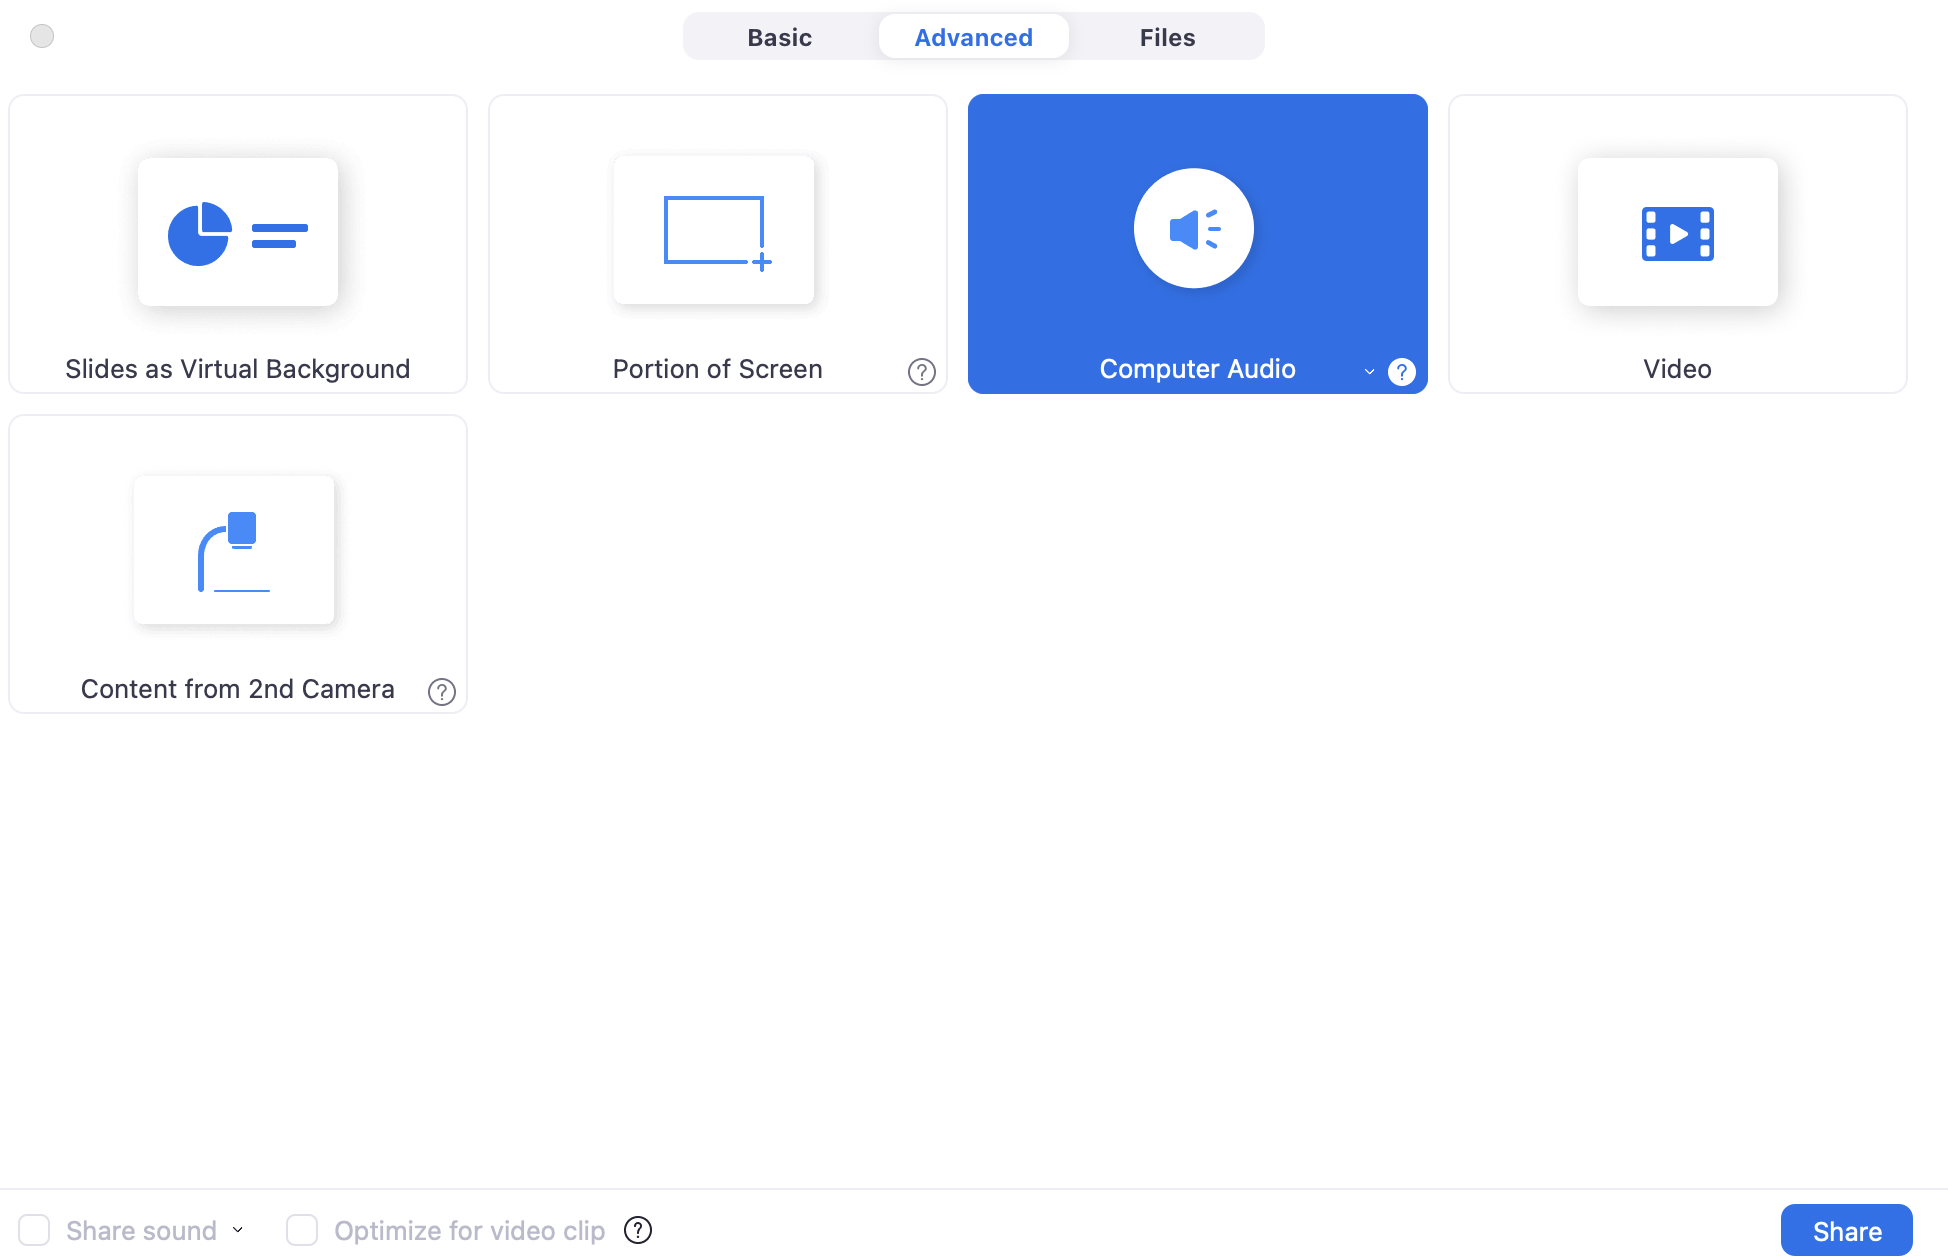 Basic
Advanced
Files
Slides as Virtual Background
Portion of Screen
?
Computer Audio
?
Video
Content from 2nd Camera
?
Share sound
Optimize for video clip
?
Share